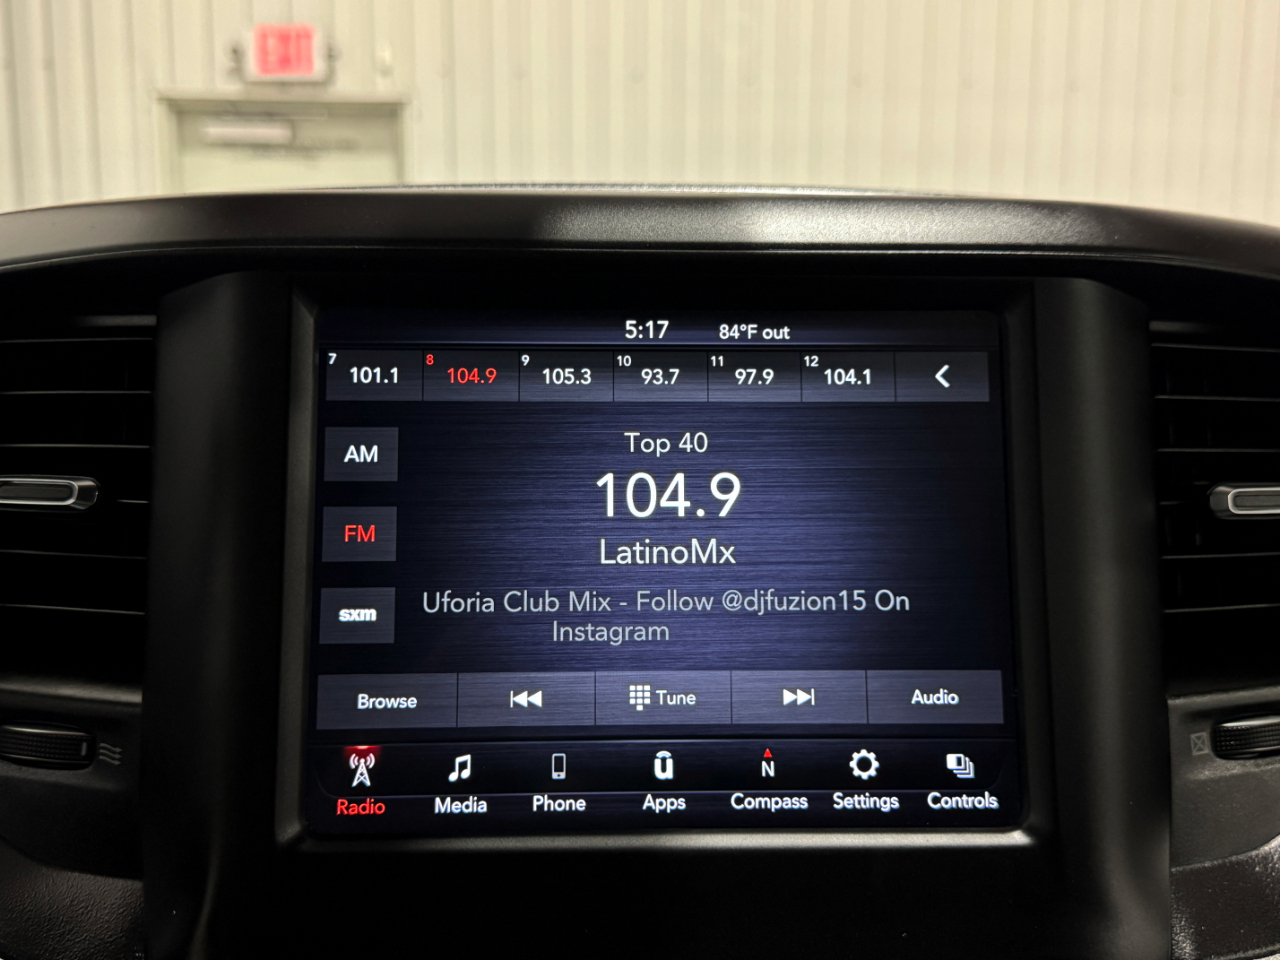 EXIT
5:17 84°F out
7 101.1 8 104.9 9 105.3 10 93.7 11 97.9 12 104.1
AM
Top 40
104.9
FM
LatinoMx
sxm
Uforia Club Mix - Follow @djfuzion15 On
Instagram
Browse Tune Audio
N
Radio Media Phone Apps Compass Settings Controls